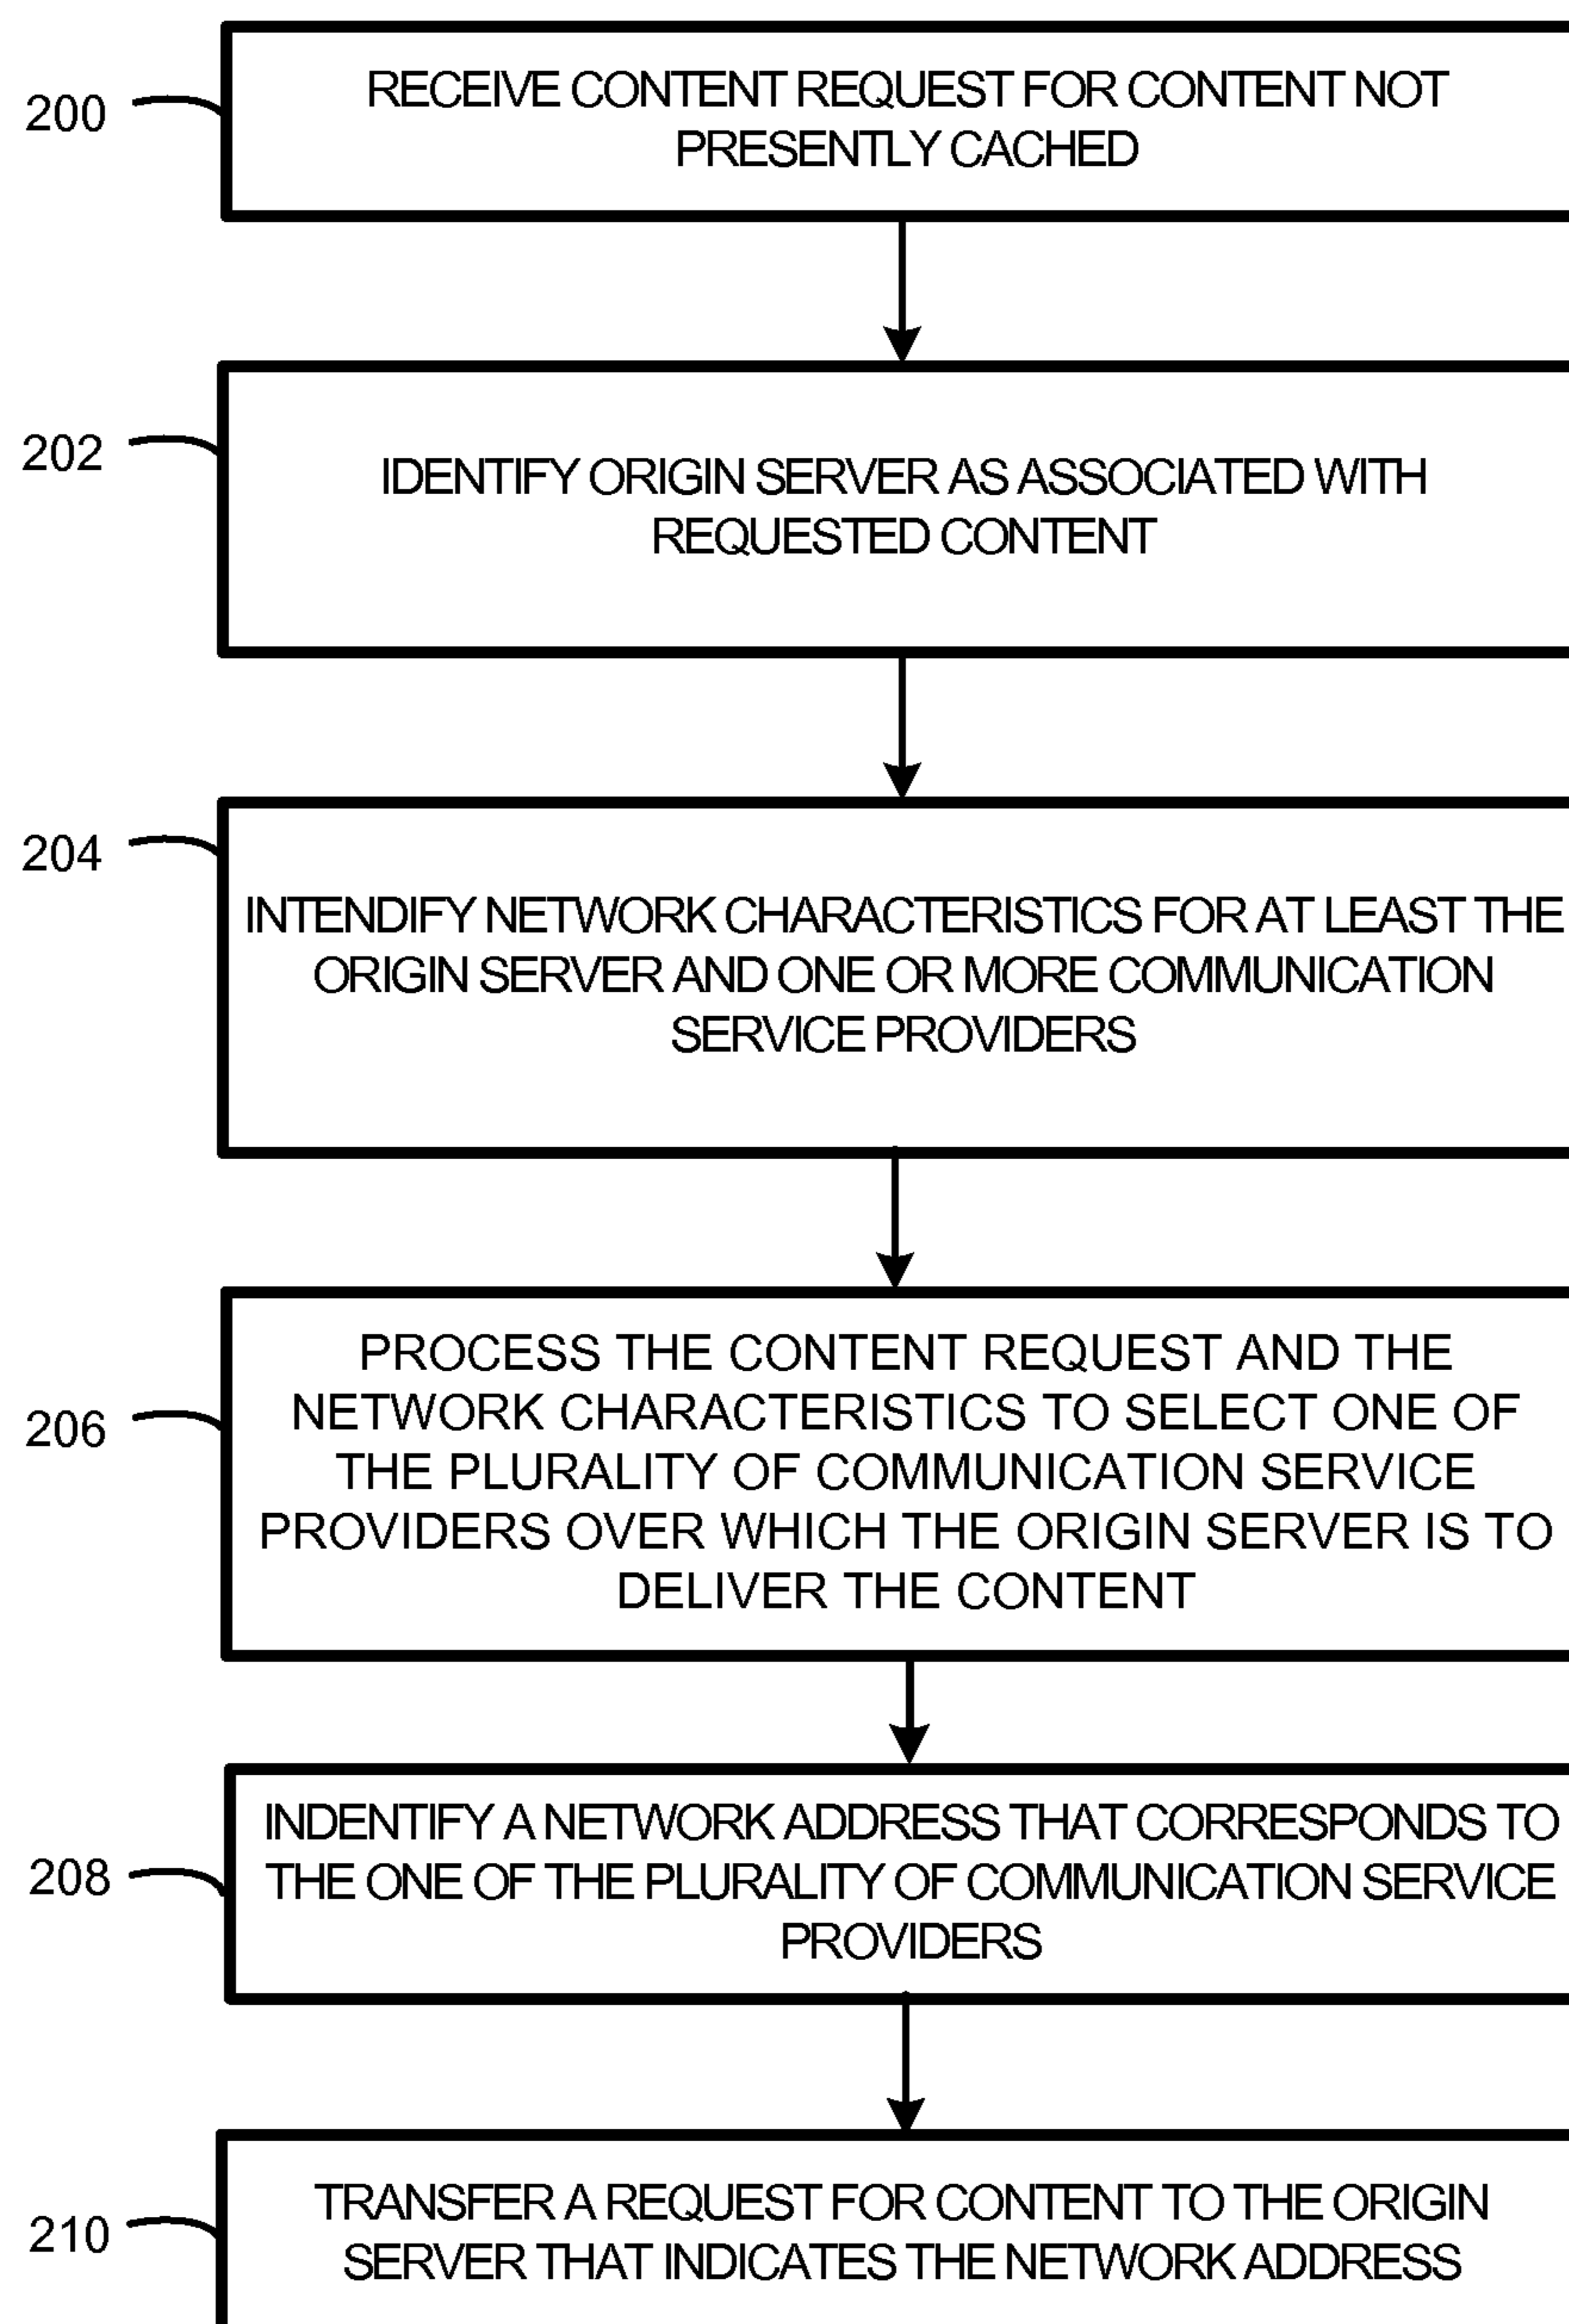 200
RECEIVE CONTENT REQUEST FOR CONTENT NOT
PRESENTLY CACHED
202
IDENTIFY ORIGIN SERVER AS ASSOCIATED WITH
REQUESTED CONTENT
204
INTENDIFY NETWORK CHARACTERISTICS FOR AT LEAST THE
ORIGIN SERVER AND ONE OR MORE COMMUNICATION
SERVICE PROVIDERS
206
PROCESS THE CONTENT REQUEST AND THE
NETWORK CHARACTERISTICS TO SELECT ONE OF
THE PLURALITY OF COMMUNICATION SERVICE
PROVIDERS OVER WHICH THE ORIGIN SERVER IS TO
DELIVER THE CONTENT
208
INDENTIFY A NETWORK ADDRESS THAT CORRESPONDS TO
THE ONE OF THE PLURALITY OF COMMUNICATION SERVICE
PROVIDERS
210
TRANSFER A REQUEST FOR CONTENT TO THE ORIGIN
SERVER THAT INDICATES THE NETWORK ADDRESS